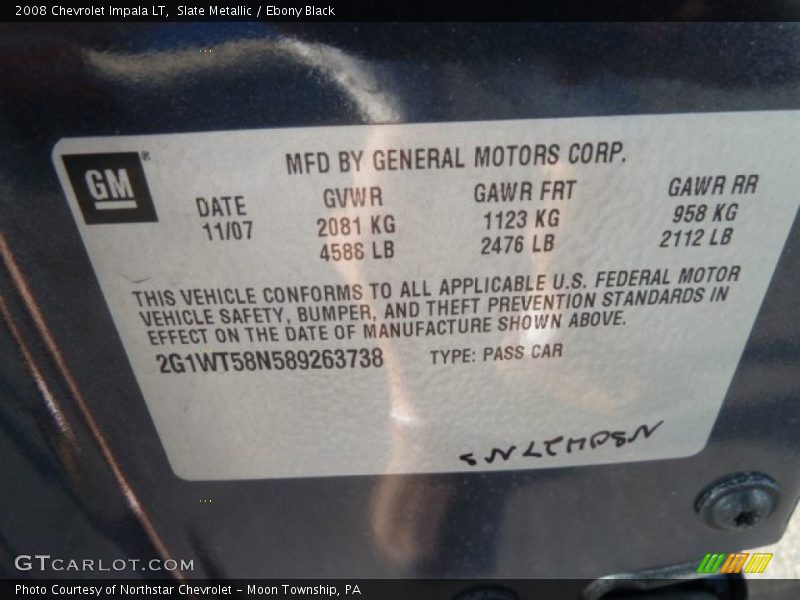 2008 Chevrolet Impala LT, Slate Metallic / Ebony Black
GM
MFD BY GENERAL MOTORS CORP.
DATE GVWR GAWR FRT GAWR RR
11/07 2081 KG 1123 KG 958 KG
4588 LB 2476 LB 2112 LB
THIS VEHICLE CONFORMS TO ALL APPLICABLE U.S. FEDERAL MOTOR
VEHICLE SAFETY, BUMPER, AND THEFT PREVENTION STANDARDS IN
EFFECT ON THE DATE OF MANUFACTURE SHOWN ABOVE.
2G1WT58N589263738 TYPE: PASS CAR
GTCARLOT.COM
Photo Courtesy of Northstar Chevrolet - Moon Township, PA